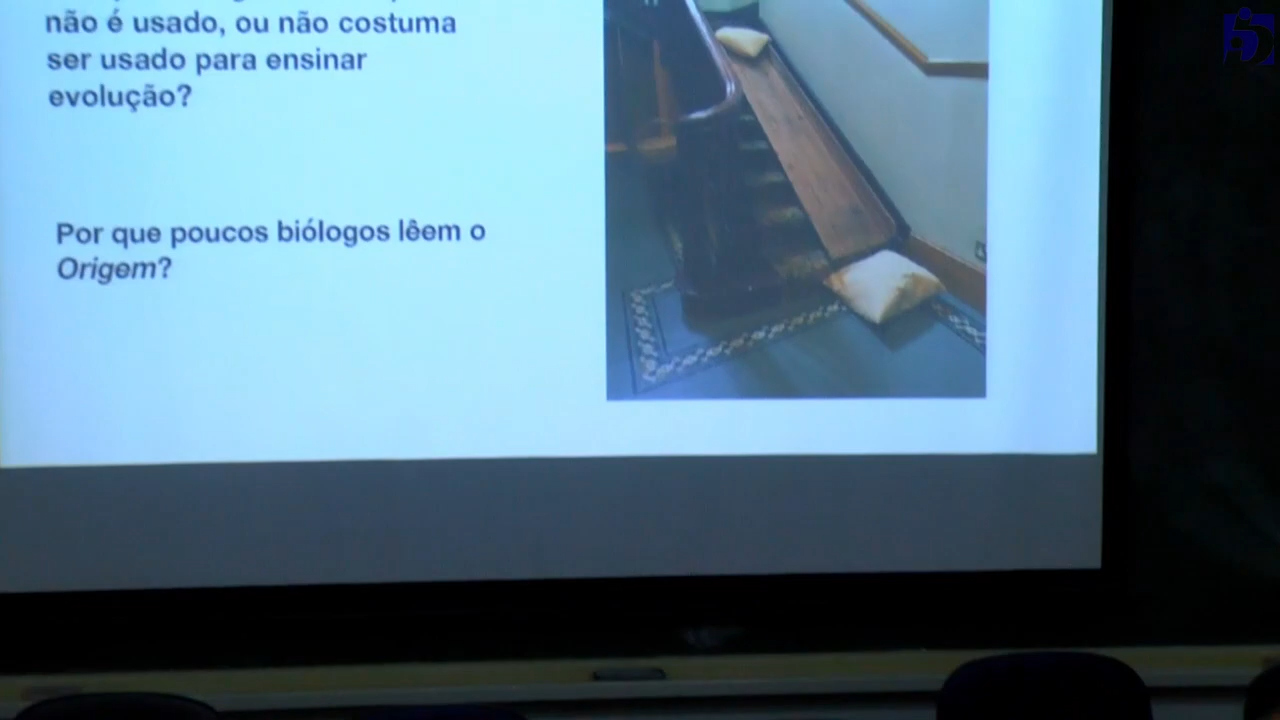 não é usado, ou não costuma
ser usado para ensinar
evolução?
Por que poucos biólogos lêem o
Origem?